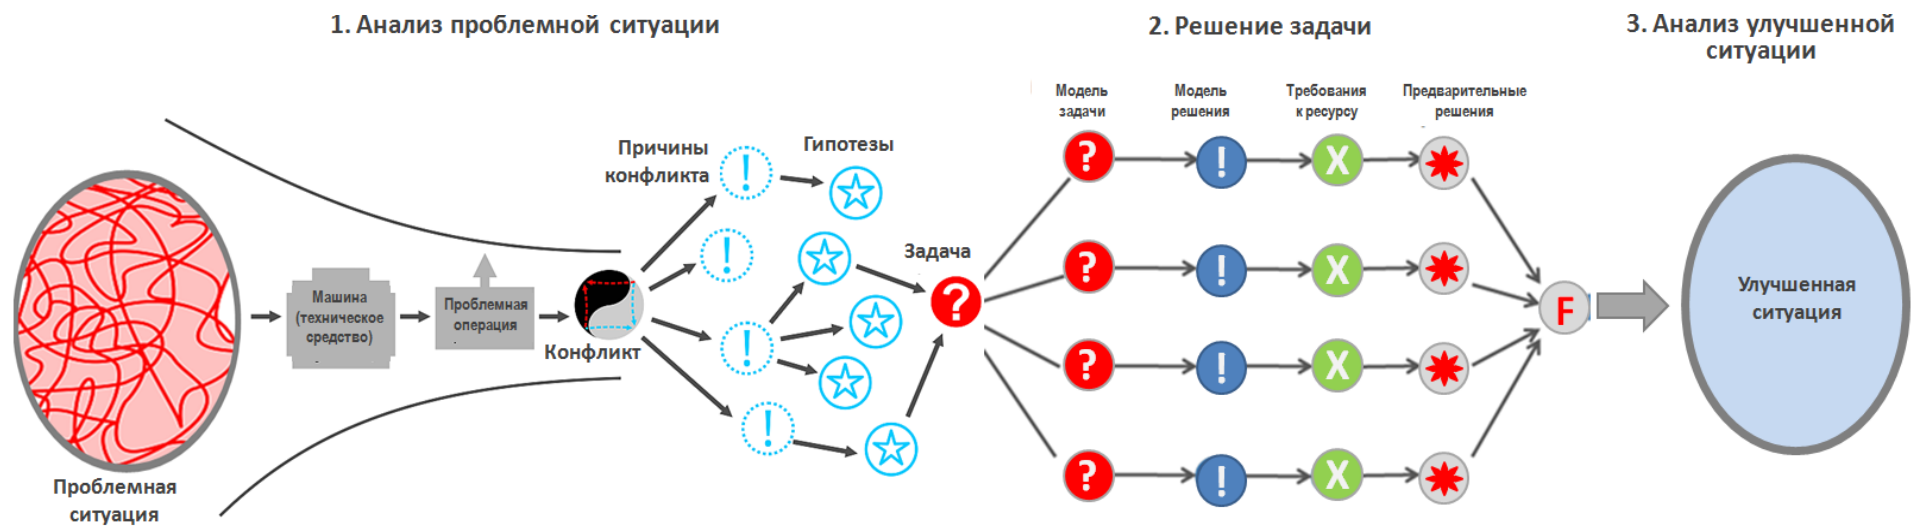 1. Анализ проблемной ситуации
2. Решение задачи
3. Анализ улучшенной
ситуации
Проблемная
ситуация
Машина
(техническое
средство)
Проблемная
операция
Конфликт
Причины
конфликта
Гипотезы
Задача
Модель
задачи
Модель
решения
Требования
к ресурсу
Предварительные
решения
?
!
X
?
!
X
?
!
X
?
!
X
!
!
!
!
?
F
Улучшенная
ситуация